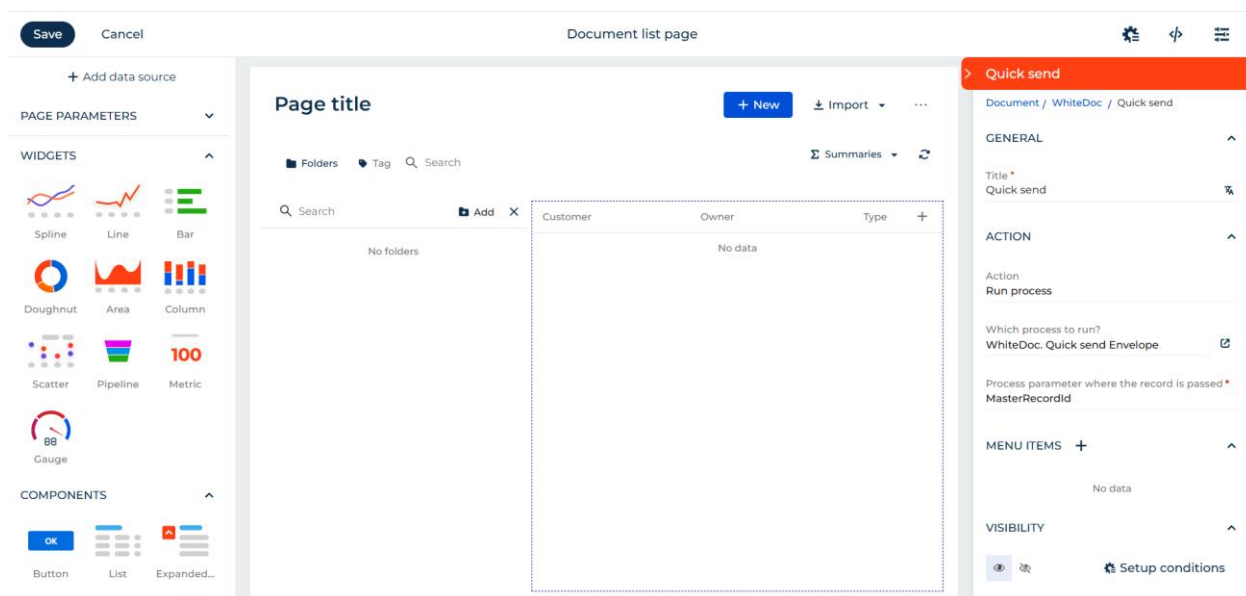 Save
Cancel
Document list page
</>
+ Add data source
PAGE PARAMETERS
WIDGETS
Spline
Line
Bar
Doughnut
Area
Column
Scatter
Pipeline
100
Metric
88
Gauge
COMPONENTS
OK
Button
List
Expanded...
Page title
+ New
Import
...
Folders
Tag
Search
Σ Summaries
Search
Add
No folders
Customer
Owner
Type
+
No data
Quick send
Document / WhiteDoc / Quick send
GENERAL
Title *
Quick send
ACTION
Action
Run process
Which process to run?
WhiteDoc. Quick send Envelope
Process parameter where the record is passed *
MasterRecordId
MENU ITEMS +
No data
VISIBILITY
Setup conditions